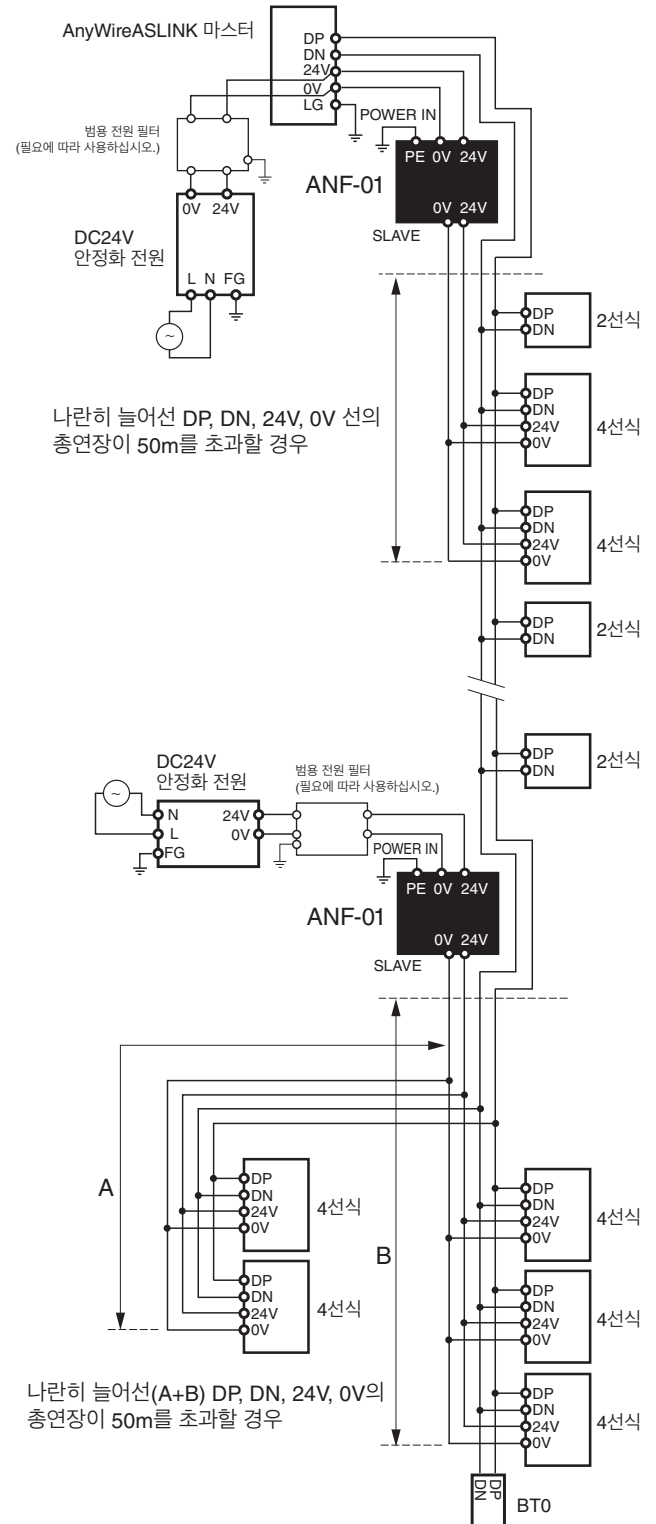 AnyWireASLINK 마스터
DP
DN
24V
0V
LG
범용 전원 필터
(필요에 따라 사용하십시오.)
POWER IN
PE 0V 24V
ANF-01
0V 24V
SLAVE
0V 24V
DC24V
안정화 전원
L N FG
~
DP
DN
2선식
나란히 늘어선 DP, DN, 24V, 0V 선의
총연장이 50m를 초과할 경우
DP
DN
24V
0V
4선식
DP
DN
24V
0V
4선식
DP
DN
2선식
DP
DN
2선식
DC24V
안정화 전원
~
N
L
FG
24V
0V
범용 전원 필터
(필요에 따라 사용하십시오.)
POWER IN
PE 0V 24V
ANF-01
0V 24V
SLAVE
A
B
DP
DN
24V
0V
4선식
DP
DN
24V
0V
4선식
DP
DN
24V
0V
4선식
DP
DN
24V
0V
4선식
DP
DN
24V
0V
4선식
나란히 늘어선(A+B) DP, DN, 24V, 0V의
총연장이 50m를 초과할 경우
DP
DN
BT0